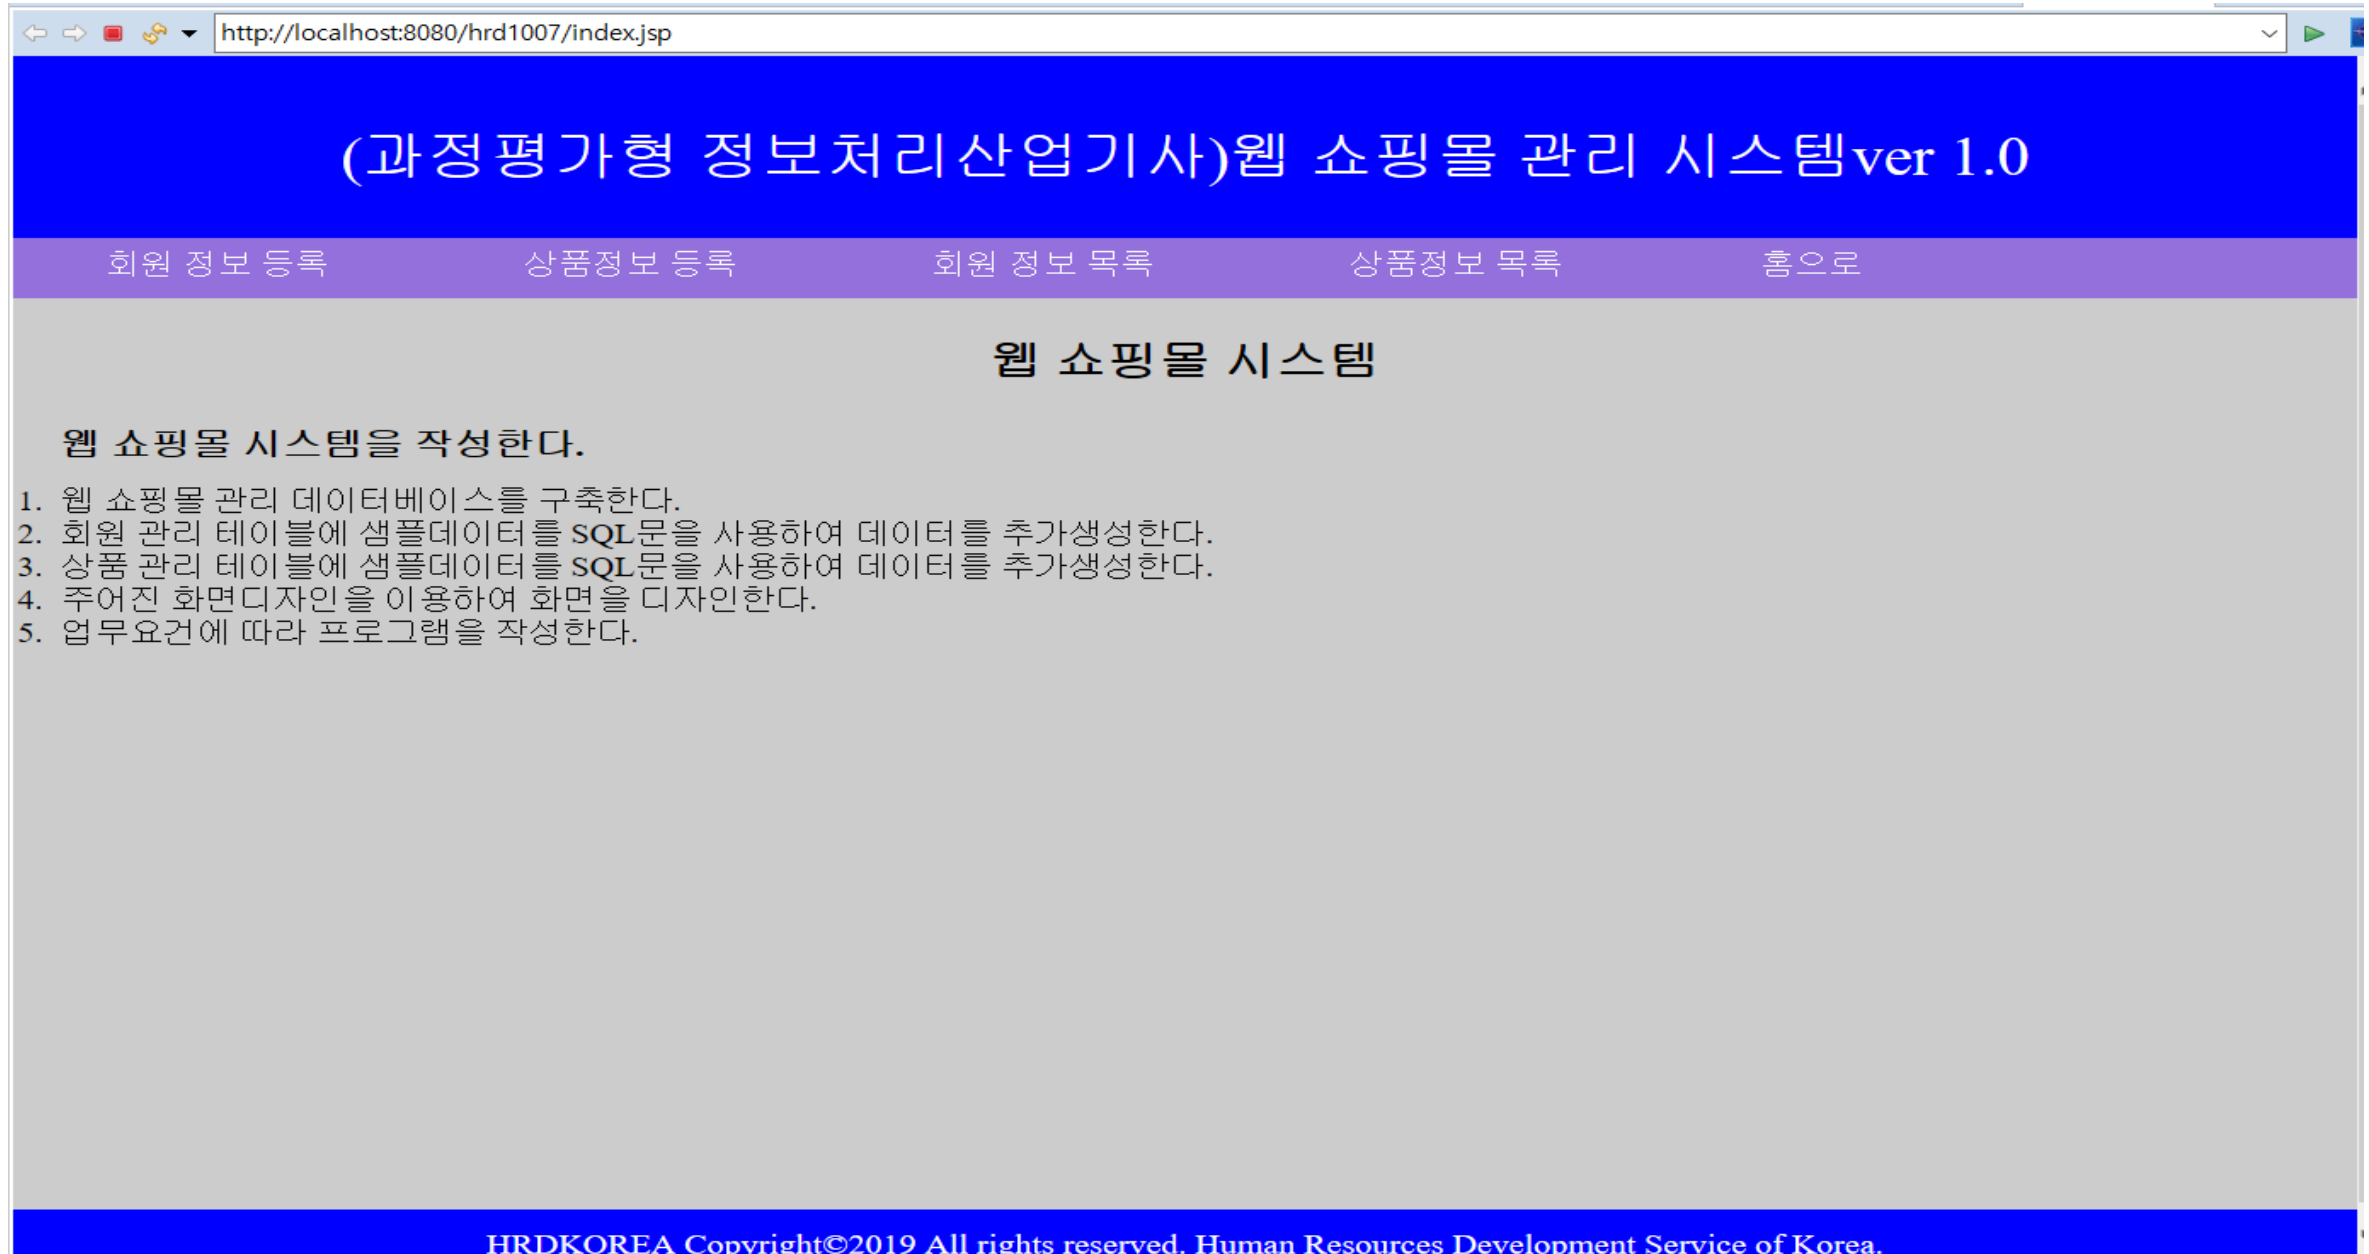 http://localhost:8080/hrd1007/index.jsp
(과정평가형 정보처리산업기사)웹 쇼핑몰 관리 시스템ver 1.0
회원 정보 등록 상품정보 등록 회원 정보 목록 상품정보 목록 홈으로
웹 쇼핑몰 시스템
웹 쇼핑몰 시스템을 작성한다.
1. 웹 쇼핑몰 관리 데이터베이스를 구축한다.
2. 회원 관리 테이블에 샘플데이터를 SQL문을 사용하여 데이터를 추가생성한다.
3. 상품 관리 테이블에 샘플데이터를 SQL문을 사용하여 데이터를 추가생성한다.
4. 주어진 화면디자인을 이용하여 화면을 디자인한다.
5. 업무요건에 따라 프로그램을 작성한다.
HRDKOREA Copyright©2019 All rights reserved. Human Resources Development Service of Korea.